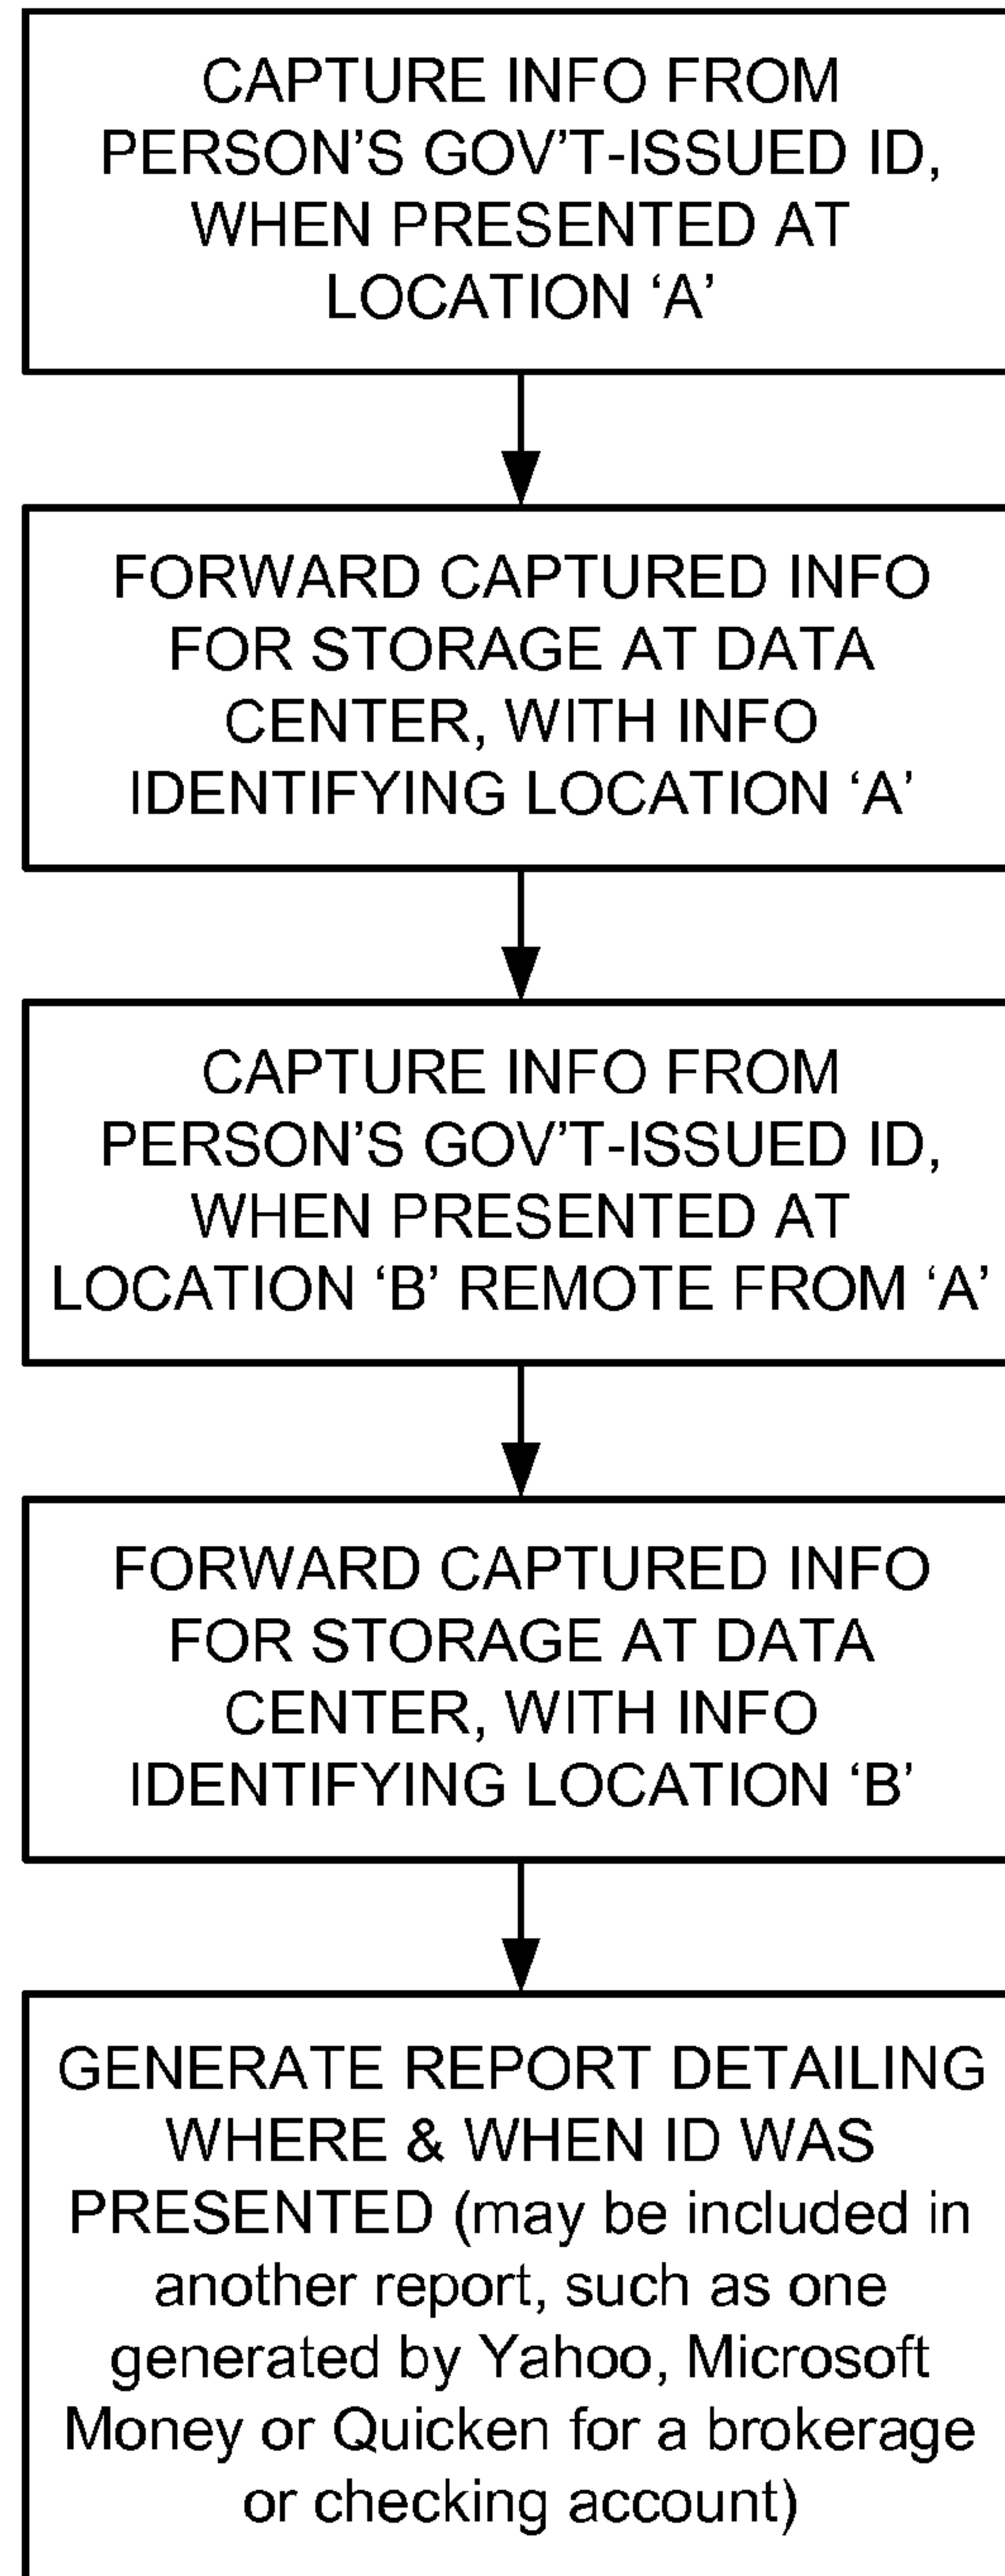 CAPTURE INFO FROM
PERSON’S GOV’T-ISSUED ID,
WHEN PRESENTED AT
LOCATION ‘A’
FORWARD CAPTURED INFO
FOR STORAGE AT DATA
CENTER, WITH INFO
IDENTIFYING LOCATION ‘A’
CAPTURE INFO FROM
PERSON’S GOV’T-ISSUED ID,
WHEN PRESENTED AT
LOCATION ‘B’ REMOTE FROM ‘A’
FORWARD CAPTURED INFO
FOR STORAGE AT DATA
CENTER, WITH INFO
IDENTIFYING LOCATION ‘B’
GENERATE REPORT DETAILING
WHERE & WHEN ID WAS
PRESENTED (may be included in
another report, such as one
generated by Yahoo, Microsoft
Money or Quicken for a brokerage
or checking account)